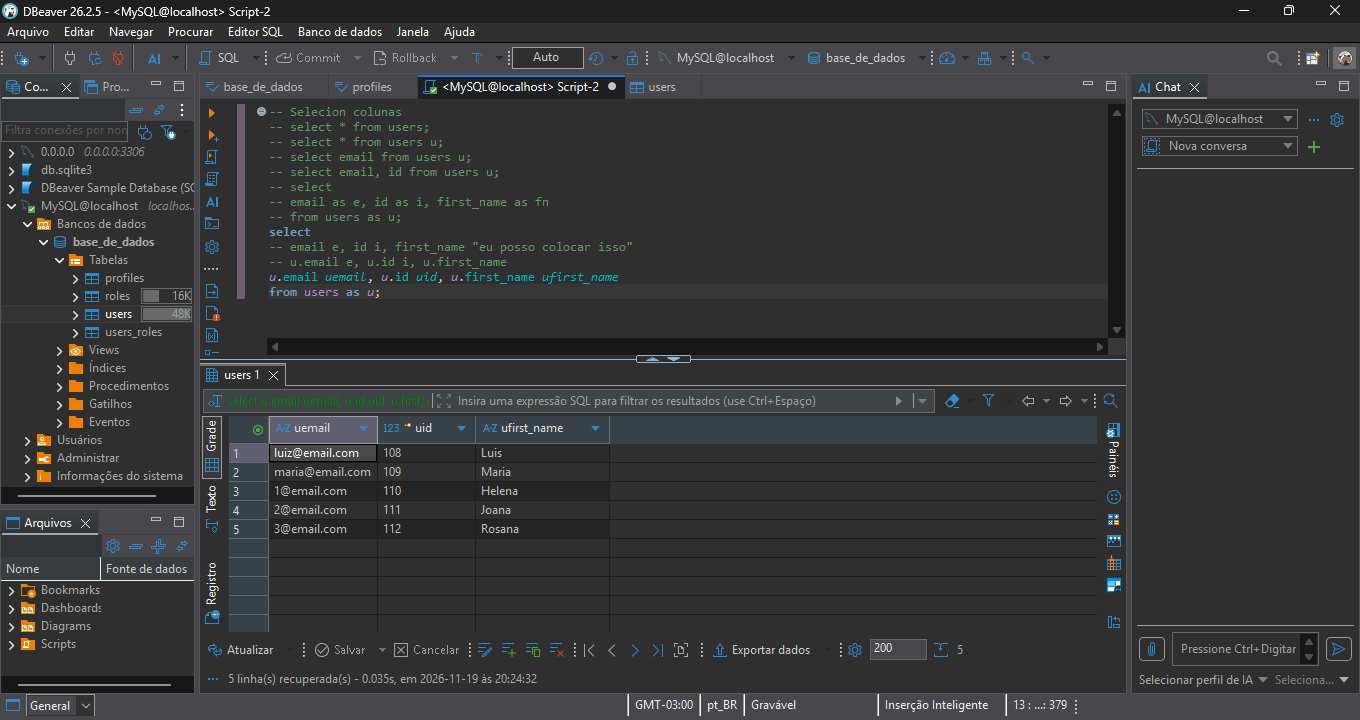 DBeaver 26.2.5 - <MySQL@localhost> Script-2
Arquivo Editar Navegar Procurar Editor SQL Banco de dados Janela Ajuda
AI SQL Commit Rollback T Auto MySQL@localhost base_de_dados
Co... Pro...
Filtra conexões por nom
0.0.0.0 0.0.0.0:3306
db.sqlite3
DBeaver Sample Database (SQ
MySQL@localhost localhos...
Bancos de dados
base_de_dados
Tabelas
profiles
roles 16K
users 48K
users_roles
Views
Índices
Procedimentos
Gatilhos
Eventos
Usuários
Administrar
Informações do sistema
Arquivos
Nome Fonte de dados
Bookmarks
Dashboards
Diagrams
Scripts
base_de_dados profiles <MySQL@localhost> Script-2 users
AI
-- Selecion colunas
-- select * from users;
-- select * from users u;
-- select email from users u;
-- select email, id from users u;
-- select
-- email as e, id as i, first_name as fn
-- from users as u;
select
-- email e, id i, first_name "eu posso colocar isso"
-- u.email e, u.id i, u.first_name
u.email uemail, u.id uid, u.first_name ufirst_name
from users as u;
users 1
select u.email uemail, u.id uid, u.first_ Insira uma expressão SQL para filtrar os resultados (use Ctrl+Espaço)
Grade
Texto
Registro
A-Z uemail 123 uid A-Z ufirst_name
1 luiz@email.com 108 Luis
2 maria@email.com 109 Maria
3 1@email.com 110 Helena
4 2@email.com 111 Joana
5 3@email.com 112 Rosana
Painéis
Atualizar Salvar Cancelar Exportar dados 200 5
5 linha(s) recuperada(s) - 0.035s, em 2026-11-19 às 20:24:32
AI Chat
MySQL@localhost
Nova conversa
Pressione Ctrl+Digitar
Selecionar perfil de IA Seleciona...
General GMT-03:00 pt_BR Gravável Inserção Inteligente 13 : ...: 379